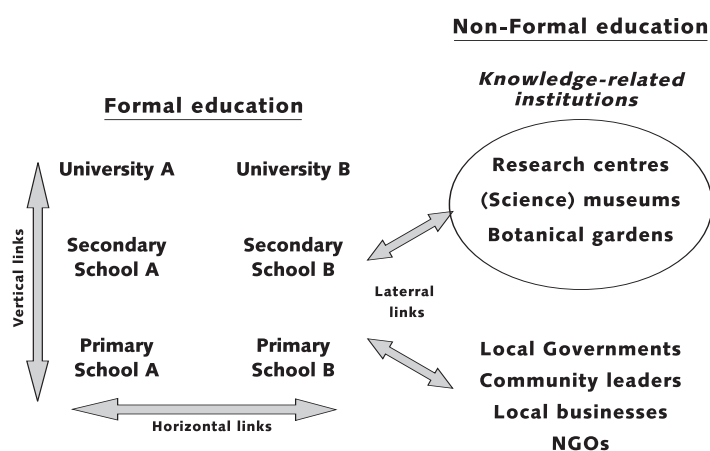 Non-Formal education
Knowledge-related
institutions
Formal education
University A
University B
Research centres
(Science) museums
Botanical gardens
Secondary
School A
Secondary
School B
Vertical links
Laterral
links
Primary
School A
Primary
School B
Local Governments
Community leaders
Local businesses
NGOs
Horizontal links